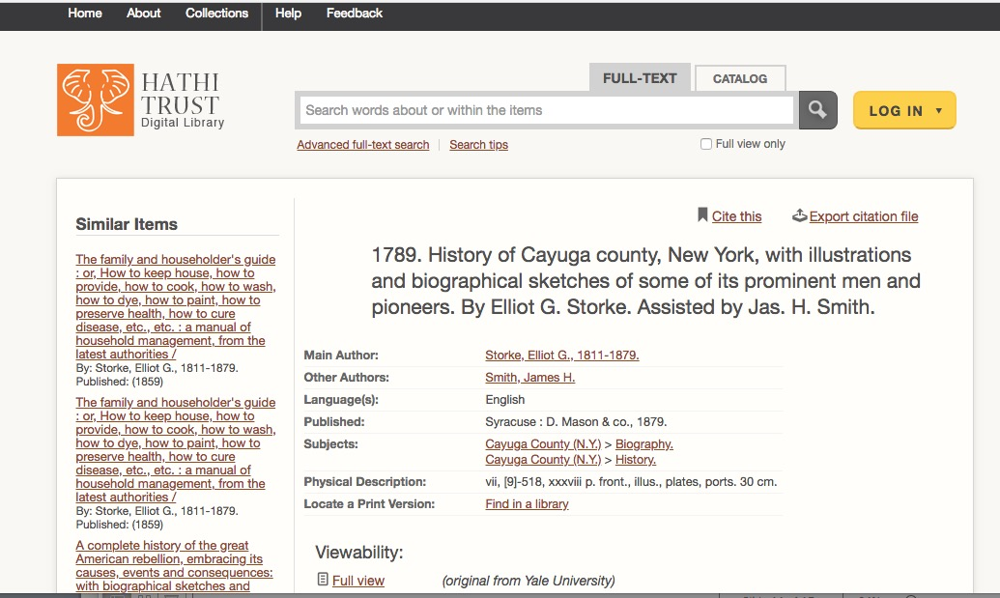 Home About Collections Help Feedback
HATHI
TRUST
Digital Library
FULL-TEXT CATALOG
Search words about or within the items
LOG IN ▼
Advanced full-text search Search tips
Full view only
Similar Items
The family and householder's guide
: or, How to keep house, how to
provide, how to cook, how to wash,
how to dye, how to paint, how to
preserve health, how to cure
disease, etc., etc. : a manual of
household management, from the
latest authorities /
By: Storke, Elliot G., 1811-1879.
Published: (1859)
The family and householder's guide
: or, How to keep house, how to
provide, how to cook, how to wash,
how to dye, how to paint, how to
preserve health, how to cure
disease, etc., etc. : a manual of
household management, from the
latest authorities /
By: Storke, Elliot G., 1811-1879.
Published: (1859)
A complete history of the great
American rebellion, embracing its
causes, events and consequences:
with biographical sketches and
Cite this Export citation file
1789. History of Cayuga county, New York, with illustrations
and biographical sketches of some of its prominent men and
pioneers. By Elliot G. Storke. Assisted by Jas. H. Smith.
Main Author: Storke, Elliot G., 1811-1879.
Other Authors: Smith, James H.
Language(s): English
Published: Syracuse : D. Mason & co., 1879.
Subjects: Cayuga County (N.Y.) > Biography.
Cayuga County (N.Y.) > History.
Physical Description: vii, [9]-518, xxxviii p. front., illus., plates, ports. 30 cm.
Locate a Print Version: Find in a library
Viewability:
Full view (original from Yale University)